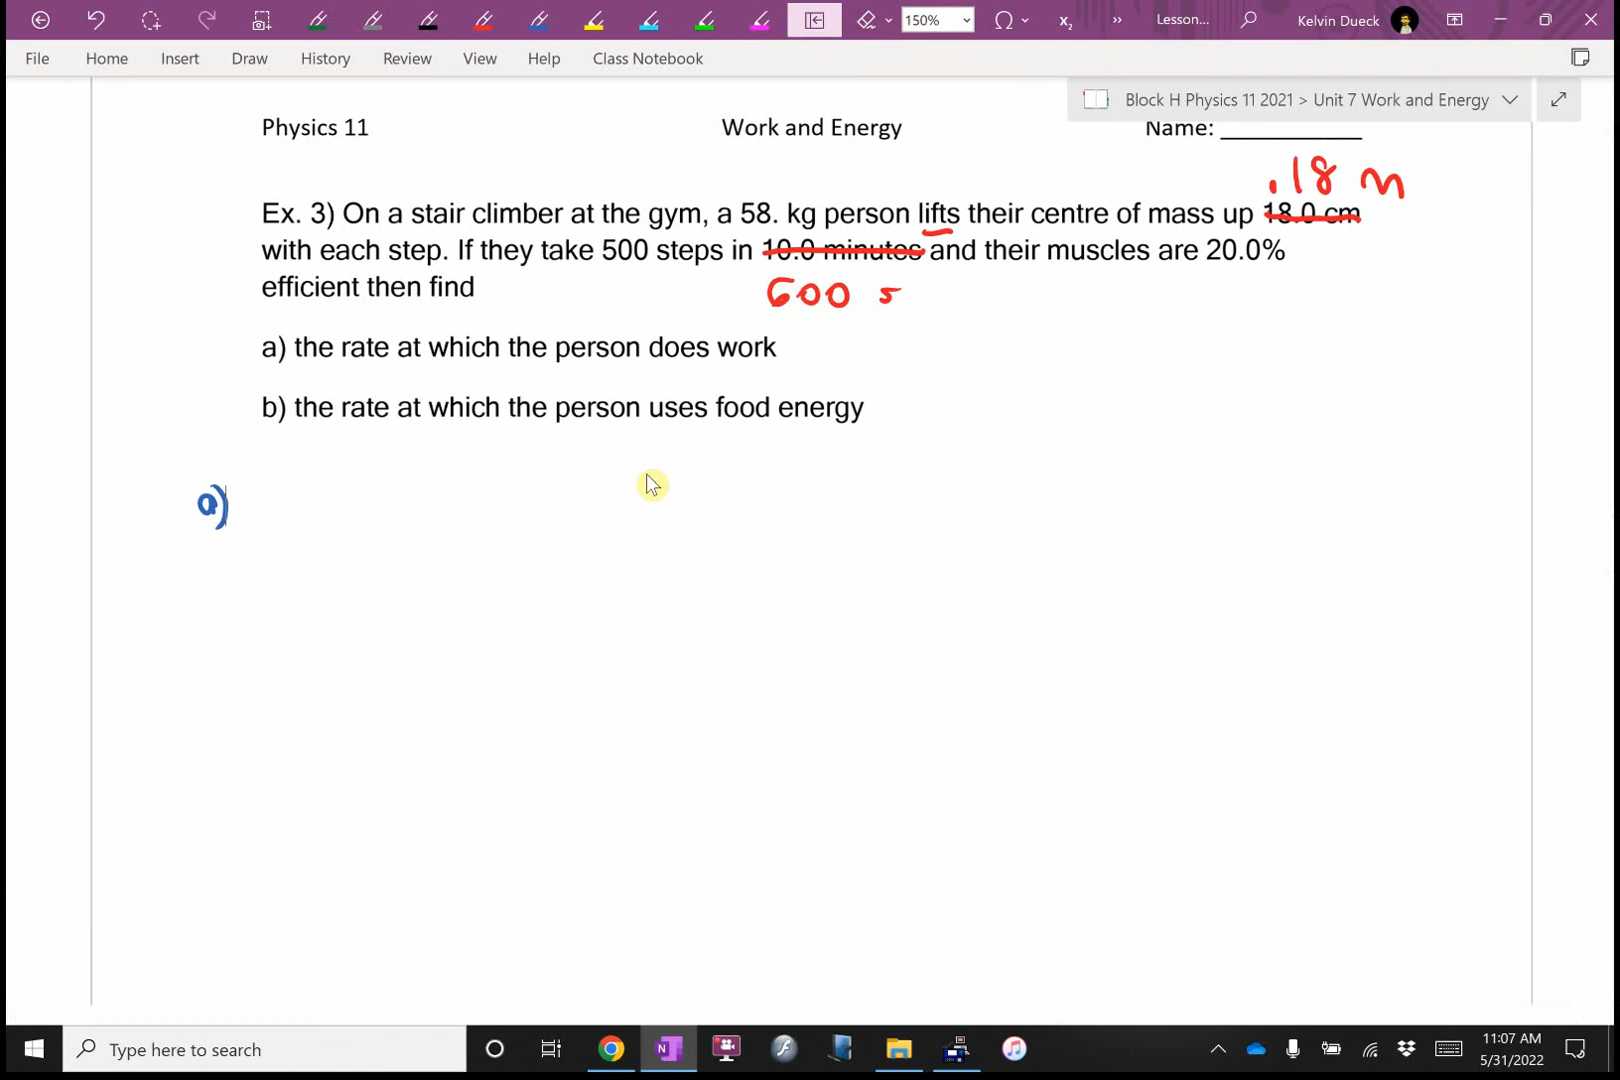 150% Lesson... Kelvin Dueck
File Home Insert Draw History Review View Help Class Notebook
Block H Physics 11 2021 > Unit 7 Work and Energy
Physics 11 Work and Energy Name: ___________
.18 m
Ex. 3) On a stair climber at the gym, a 58. kg person lifts their centre of mass up 18.0 cm
with each step. If they take 500 steps in 10.0 minutes and their muscles are 20.0%
efficient then find
600 s
a) the rate at which the person does work
b) the rate at which the person uses food energy
a)
Type here to search
11:07 AM
5/31/2022